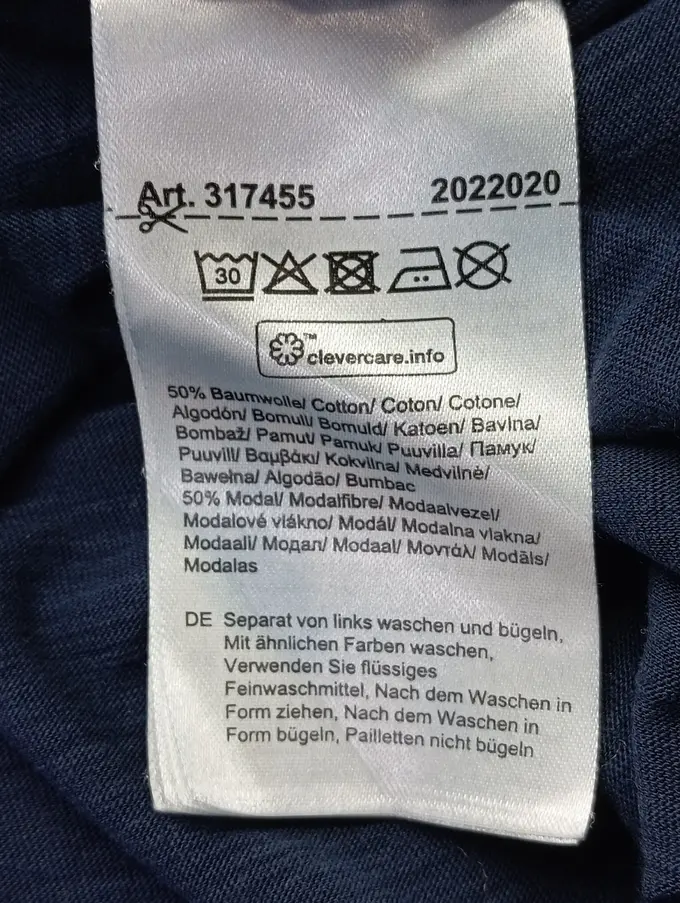 Art. 317455 2022020
30
clevercare.info™
50% Baumwolle/ Cotton/ Coton/ Cotone/
Algodón/ Bomull/ Bomuld/ Katoen/ Bavlna/
Bombaž/ Pamut/ Pamuk/ Puuvilla/ Памук/
Puuvill/ Βαμβάκι/ Kokvilna/ Medvilnė/
Bawełna/ Algodão/ Bumbac
50% Modal/ Modalfibre/ Modaalvezel/
Modalové vlákno/ Modál/ Modalna vlakna/
Modaali/ Модал/ Modaal/ Μοντάλ/ Modāls/
Modalas
DE Separat von links waschen und bügeln,
Mit ähnlichen Farben waschen,
Verwenden Sie flüssiges
Feinwaschmittel, Nach dem Waschen in
Form ziehen, Nach dem Waschen in
Form bügeln, Pailletten nicht bügeln